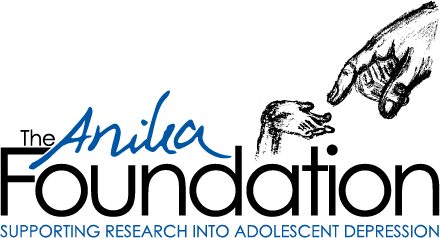 The Anika
Foundation
SUPPORTING RESEARCH INTO ADOLESCENT DEPRESSION